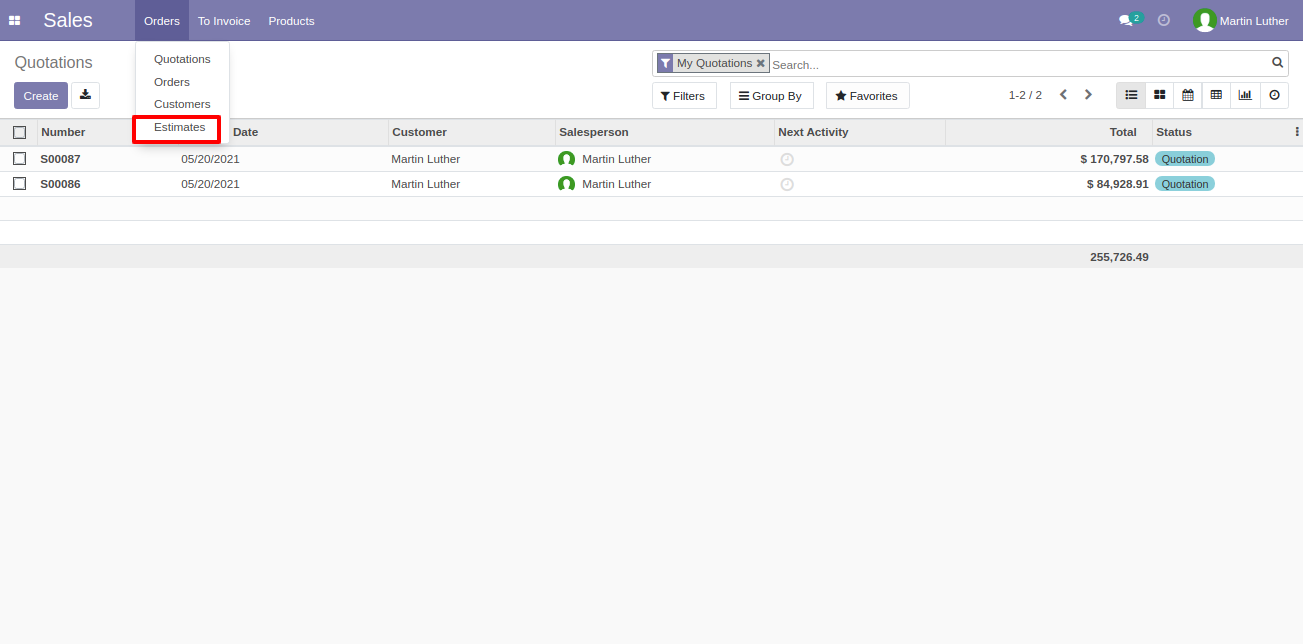 Sales Orders To Invoice Products 2 Martin Luther
Quotations
Orders
Customers
Estimates
Quotations My Quotations Search...
Create Filters Group By Favorites 1-2 / 2
Number Date Customer Salesperson Next Activity Total Status
S00087 05/20/2021 Martin Luther Martin Luther $ 170,797.58 Quotation
S00086 05/20/2021 Martin Luther Martin Luther $ 84,928.91 Quotation
255,726.49